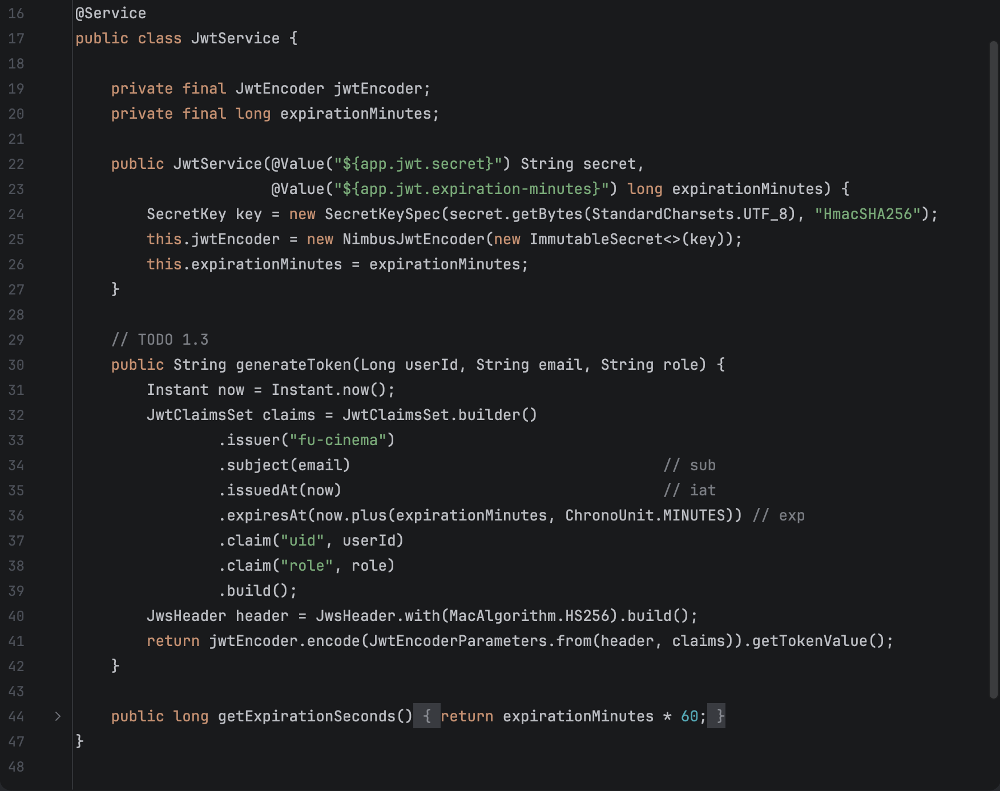 16 @Service
17 public class JwtService {
18
19     private final JwtEncoder jwtEncoder;
20     private final long expirationMinutes;
21
22     public JwtService(@Value("${app.jwt.secret}") String secret,
23                       @Value("${app.jwt.expiration-minutes}") long expirationMinutes) {
24         SecretKey key = new SecretKeySpec(secret.getBytes(StandardCharsets.UTF_8), "HmacSHA256");
25         this.jwtEncoder = new NimbusJwtEncoder(new ImmutableSecret<>(key));
26         this.expirationMinutes = expirationMinutes;
27     }
28
29     // TODO 1.3
30     public String generateToken(Long userId, String email, String role) {
31         Instant now = Instant.now();
32         JwtClaimsSet claims = JwtClaimsSet.builder()
33                 .issuer("fu-cinema")
34                 .subject(email)                                   // sub
35                 .issuedAt(now)                                    // iat
36                 .expiresAt(now.plus(expirationMinutes, ChronoUnit.MINUTES)) // exp
37                 .claim("uid", userId)
38                 .claim("role", role)
39                 .build();
40         JwsHeader header = JwsHeader.with(MacAlgorithm.HS256).build();
41         return jwtEncoder.encode(JwtEncoderParameters.from(header, claims)).getTokenValue();
42     }
43
44     public long getExpirationSeconds() { return expirationMinutes * 60; }
47 }
48